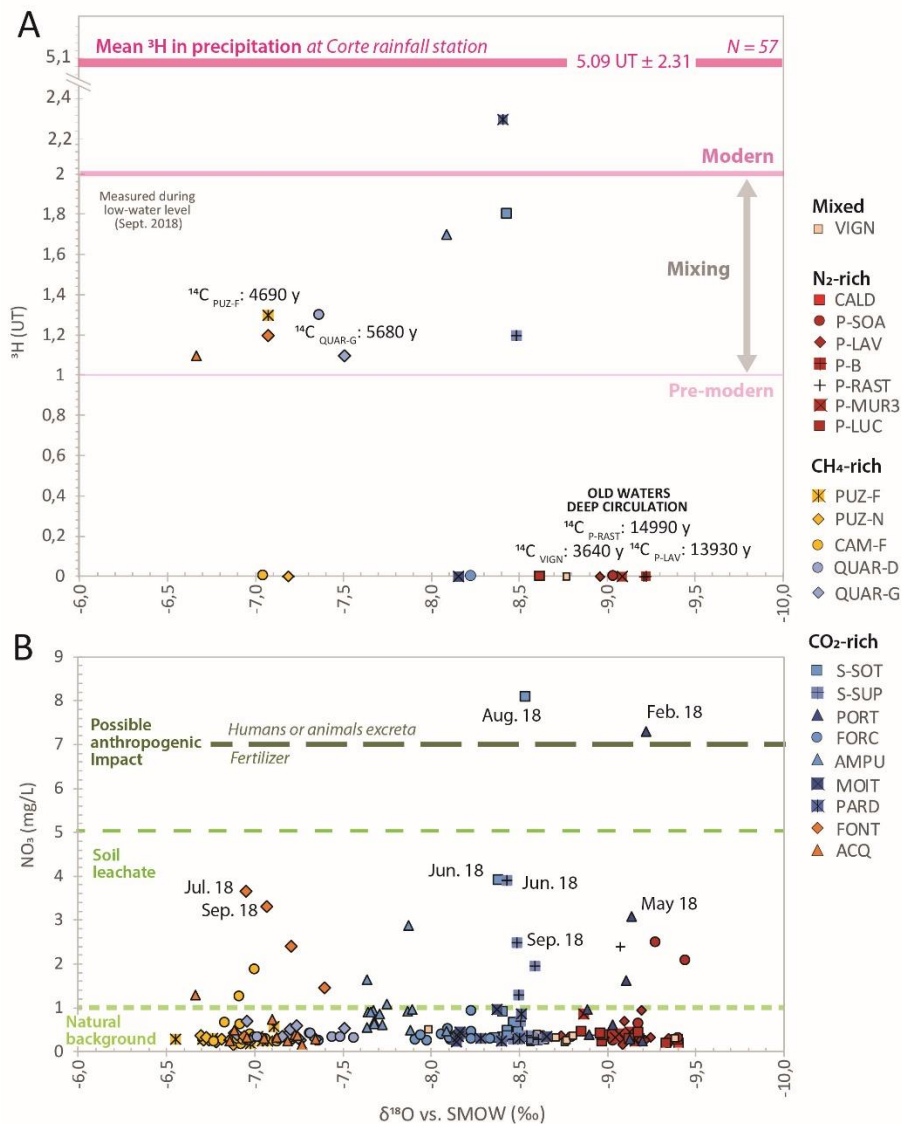 A
Mean ³H in precipitation at Corte rainfall station
N = 57
5.09 UT ± 2.31
5,1
2,4
2,2
2
1,8
1,6
1,4
1,2
1
0,8
0,6
0,4
0,2
0
³H (UT)
Modern
Measured during
low-water level
(Sept. 2018)
Mixing
¹⁴C PUZ-F: 4690 y
¹⁴C QUAR-G: 5680 y
Pre-modern
OLD WATERS
DEEP CIRCULATION
¹⁴C P-RAST: 14990 y
¹⁴C VIGN: 3640 y ¹⁴C P-LAV: 13930 y
-6,0 -6,5 -7,0 -7,5 -8,0 -8,5 -9,0 -9,5 -10,0
Mixed
VIGN
N₂-rich
CALD
P-SOA
P-LAV
P-B
P-RAST
P-MUR3
P-LUC
CH₄-rich
PUZ-F
PUZ-N
CAM-F
QUAR-D
QUAR-G
CO₂-rich
S-SOT
S-SUP
PORT
FORC
AMPU
MOIT
PARD
FONT
ACQ
B
9
8
7
6
5
4
3
2
1
0
NO₃ (mg/L)
Possible
anthropogenic
Impact
Humans or animals excreta
Fertilizer
Aug. 18
Feb. 18
Soil
leachate
Jul. 18
Sep. 18
Jun. 18
Jun. 18
Sep. 18
May 18
Natural
background
-6,0 -6,5 -7,0 -7,5 -8,0 -8,5 -9,0 -9,5 -10,0
δ¹⁸O vs. SMOW (‰)